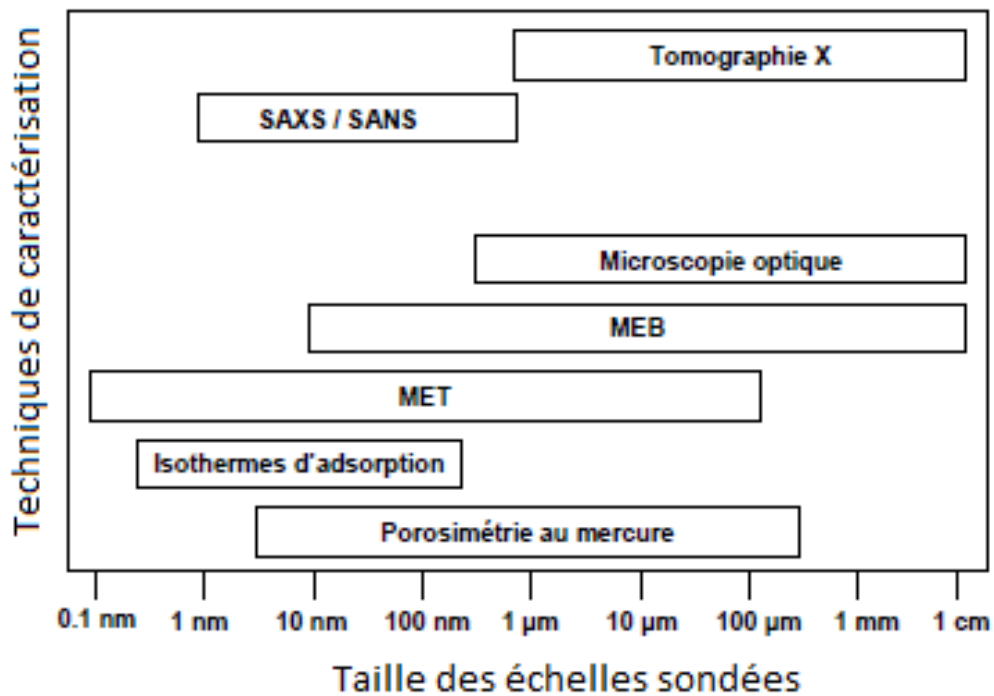 Techniques de caractérisation
Tomographie X
SAXS / SANS
Microscopie optique
MEB
MET
Isothermes d'adsorption
Porosimétrie au mercure
0.1 nm
1 nm
10 nm
100 nm
1 µm
10 µm
100 µm
1 mm
1 cm
Taille des échelles sondées